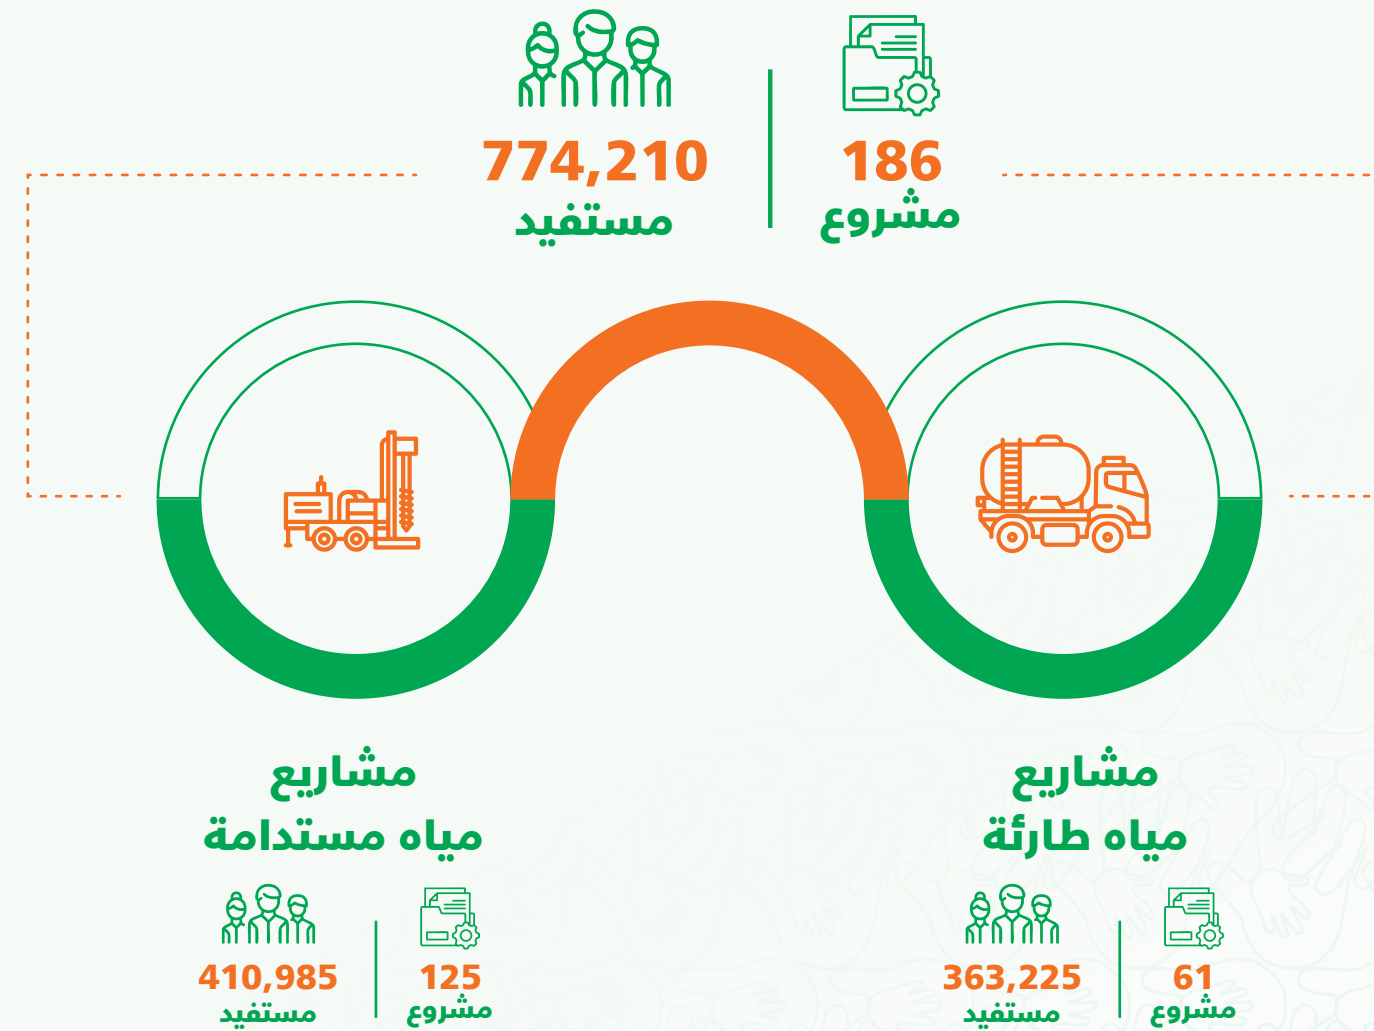 186
مشروع
774,210
مستفيد
مشاريع
مياه طارئة
61
مشروع
363,225
مستفيد
مشاريع
مياه مستدامة
125
مشروع
410,985
مستفيد